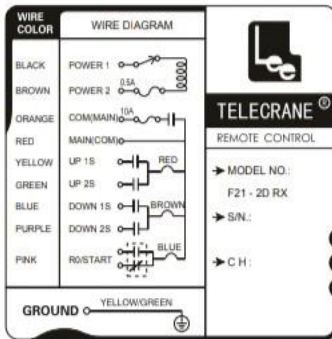 WIRE COLOR
WIRE DIAGRAM
BLACK POWER 1
BROWN POWER 2 0.5A
ORANGE COM(MAIN) 10A
RED MAIN(COM)
YELLOW UP 1S RED
GREEN UP 2S
BLUE DOWN 1S BROWN
PURPLE DOWN 2S
PINK R0/START BLUE
GROUND YELLOW/GREEN
Lee
TELECRANE ®
REMOTE CONTROL
MODEL NO.:
F21 - 2D RX
S/N.:
C H :